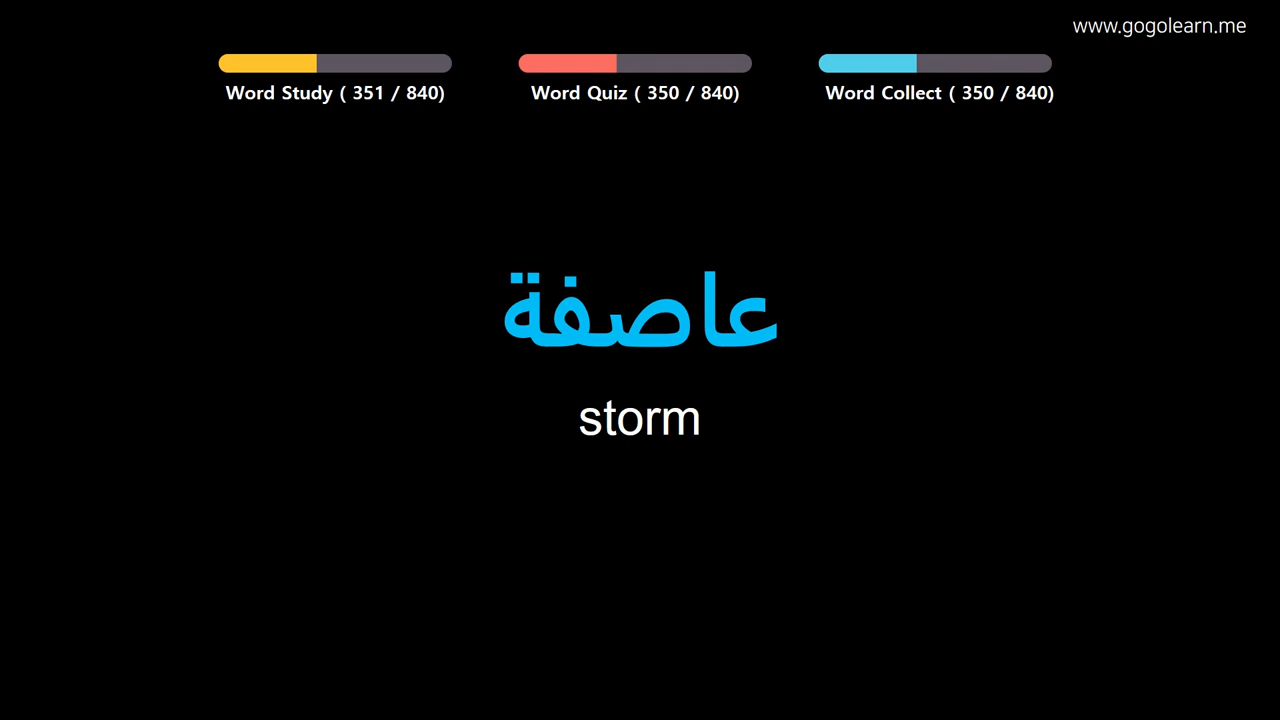 www.gogolearn.me
Word Study ( 351 / 840)
Word Quiz ( 350 / 840)
Word Collect ( 350 / 840)
عاصفة
storm